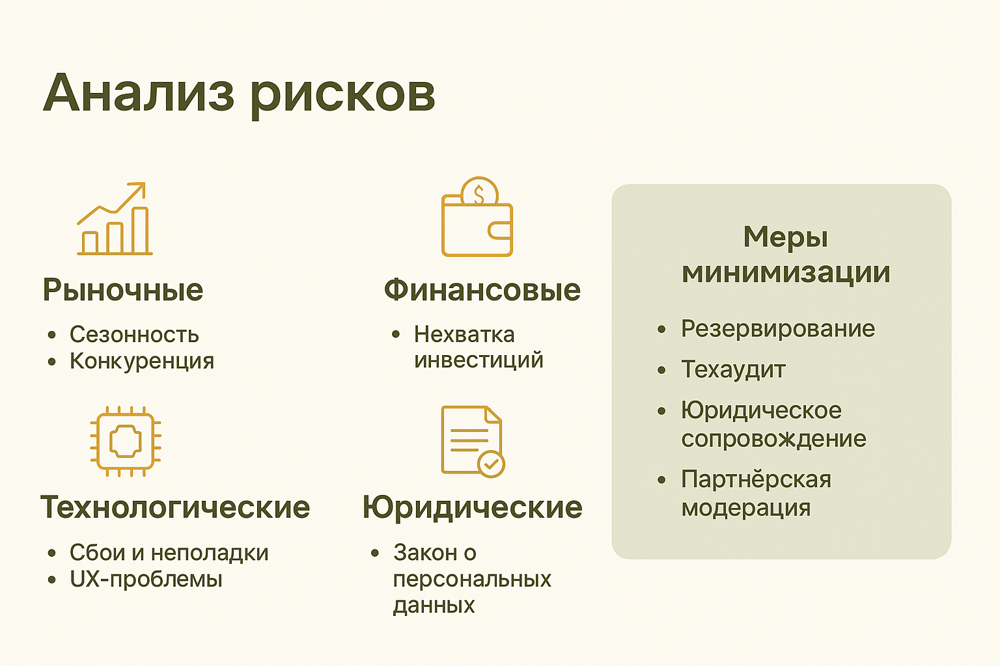 Анализ рисков
$
Рыночные
• Сезонность
• Конкуренция
Финансовые
• Нехватка
инвестиций
Технологические
• Сбои и неполадки
• UX-проблемы
Юридические
• Закон о
персональных
данных
Меры
минимизации
• Резервирование
• Техаудит
• Юридическое
сопровождение
• Партнёрская
модерация